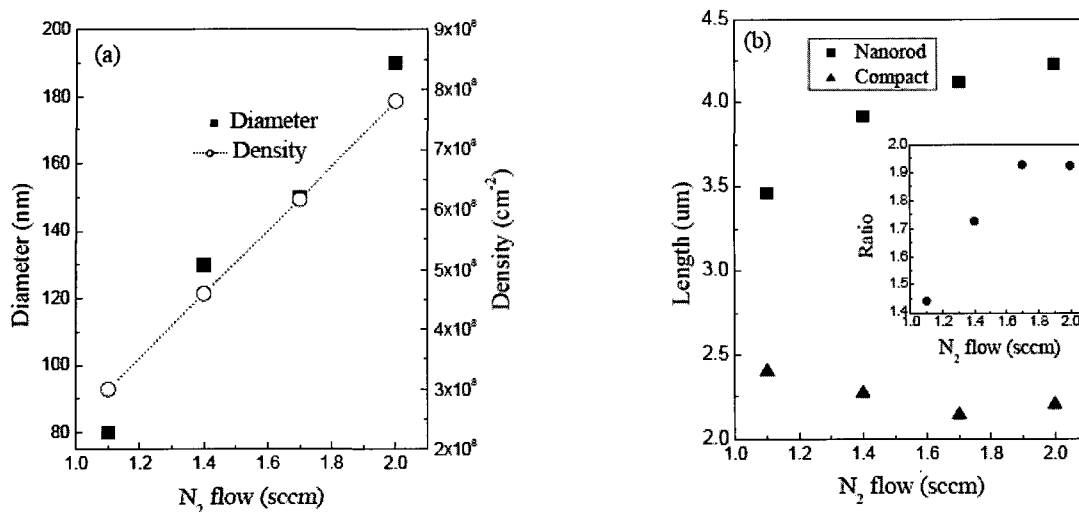 (a)
200
180
160
140
120
100
80
Diameter (nm)
9x10⁸
8x10⁸
7x10⁸
6x10⁸
5x10⁸
4x10⁸
3x10⁸
2x10⁸
Density (cm⁻²)
Diameter
Density
1.0 1.2 1.4 1.6 1.8 2.0
N₂ flow (sccm)
(b)
4.5
4.0
3.5
3.0
2.5
2.0
Length (um)
Nanorod
Compact
2.0
1.9
1.8
1.7
1.6
1.5
1.4
Ratio
1.0 1.2 1.4 1.6 1.8 2.0
N₂ flow (sccm)
1.0 1.2 1.4 1.6 1.8 2.0
N₂ flow (sccm)